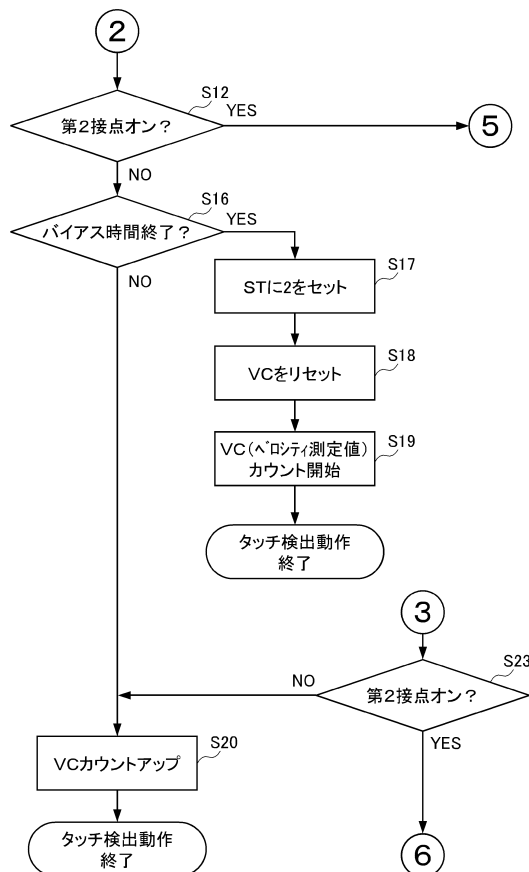 2
S12
第2接点オン？
YES
5
NO
S16
バイアス時間終了？
YES
NO
S17
STに2をセット
S18
VCをリセット
S19
VC(ﾍﾞﾛｼﾃｨ測定値)
カウント開始
タッチ検出動作
終了
3
S23
第2接点オン？
NO
YES
S20
VCカウントアップ
タッチ検出動作
終了
6